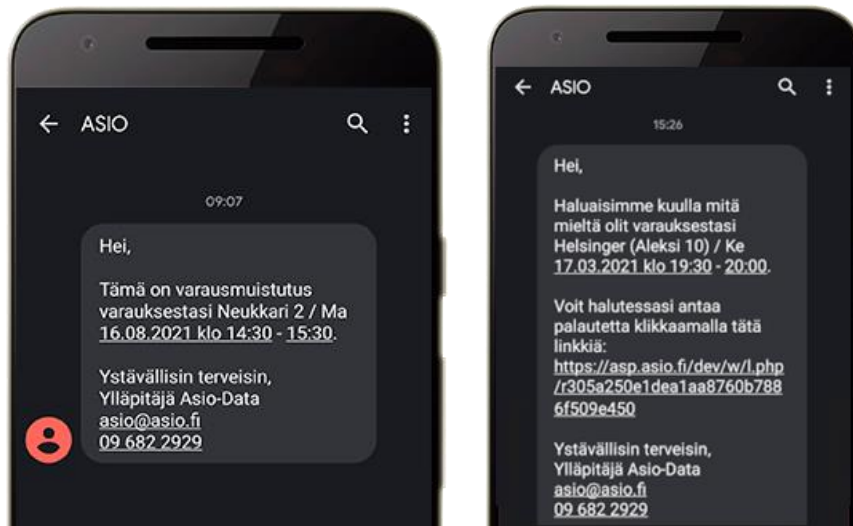 ASIO
09:07
Hei,
Tämä on varausmuistutus
varauksestasi Neukkari 2 / Ma
16.08.2021 klo 14:30 - 15:30.
Ystävällisin terveisin,
Ylläpitäjä Asio-Data
asio@asio.fi
09 682 2929
ASIO
15:26
Hei,
Haluaisimme kuulla mitä
mieltä olit varauksestasi
Helsinger (Aleksi 10) / Ke
17.03.2021 klo 19:30 - 20:00.
Voit halutessasi antaa
palautetta klikkaamalla tätä
linkkiä:
https://asp.asio.fi/dev/w/l.php
/r305a250e1dea1aa8760b788
6f509e450
Ystävällisin terveisin,
Ylläpitäjä Asio-Data
asio@asio.fi
09 682 2929